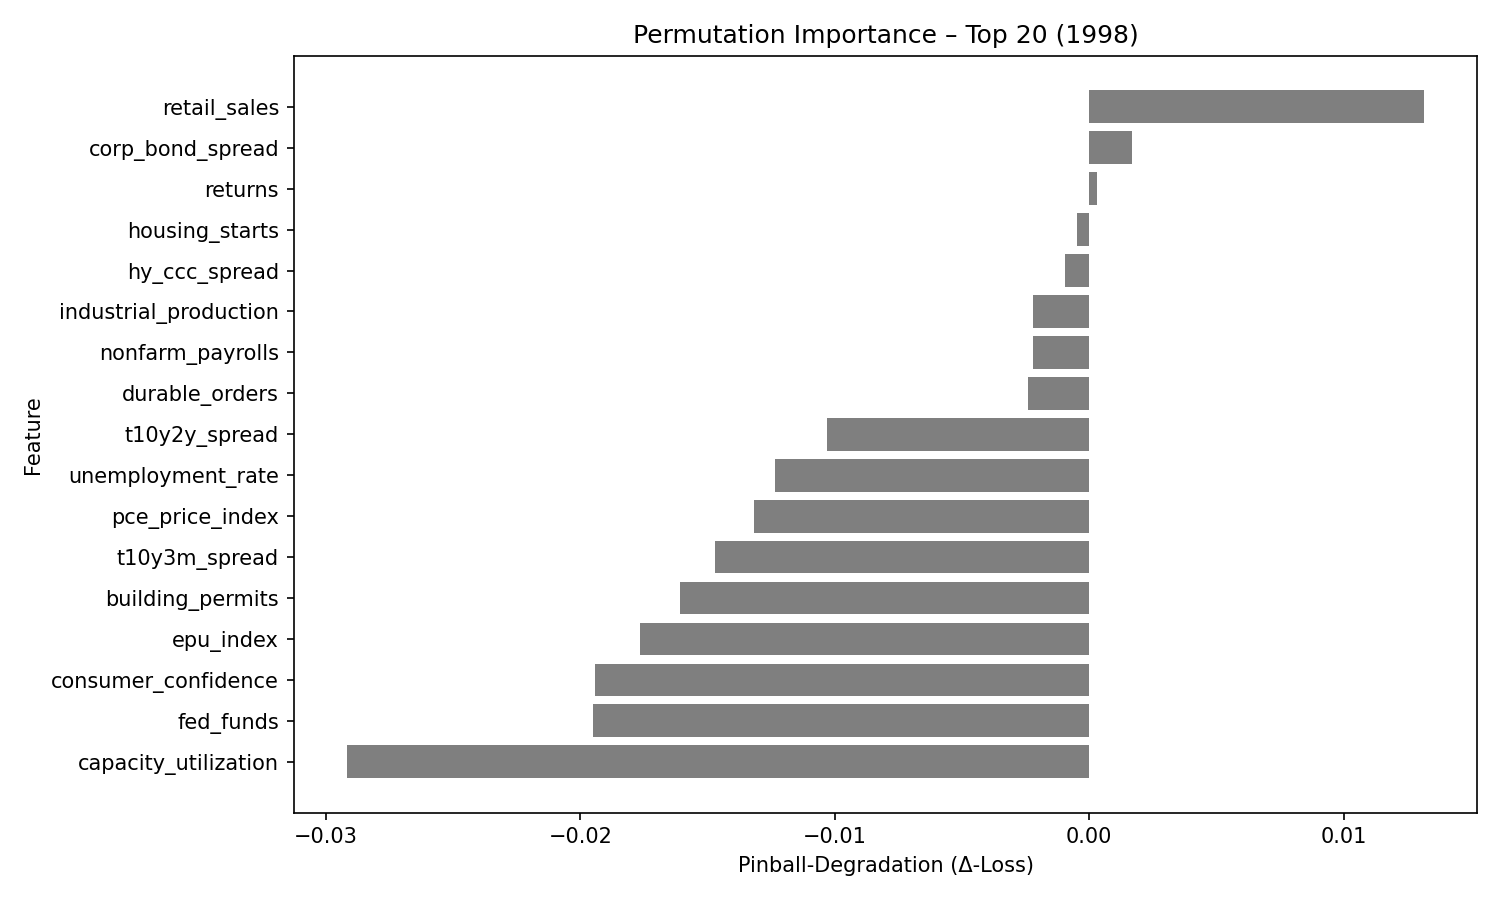 Permutation Importance – Top 20 (1998)
retail_sales
corp_bond_spread
returns
housing_starts
hy_ccc_spread
industrial_production
nonfarm_payrolls
durable_orders
t10y2y_spread
unemployment_rate
pce_price_index
t10y3m_spread
building_permits
epu_index
consumer_confidence
fed_funds
capacity_utilization
Feature
−0.03 −0.02 −0.01 0.00 0.01
Pinball-Degradation (Δ-Loss)